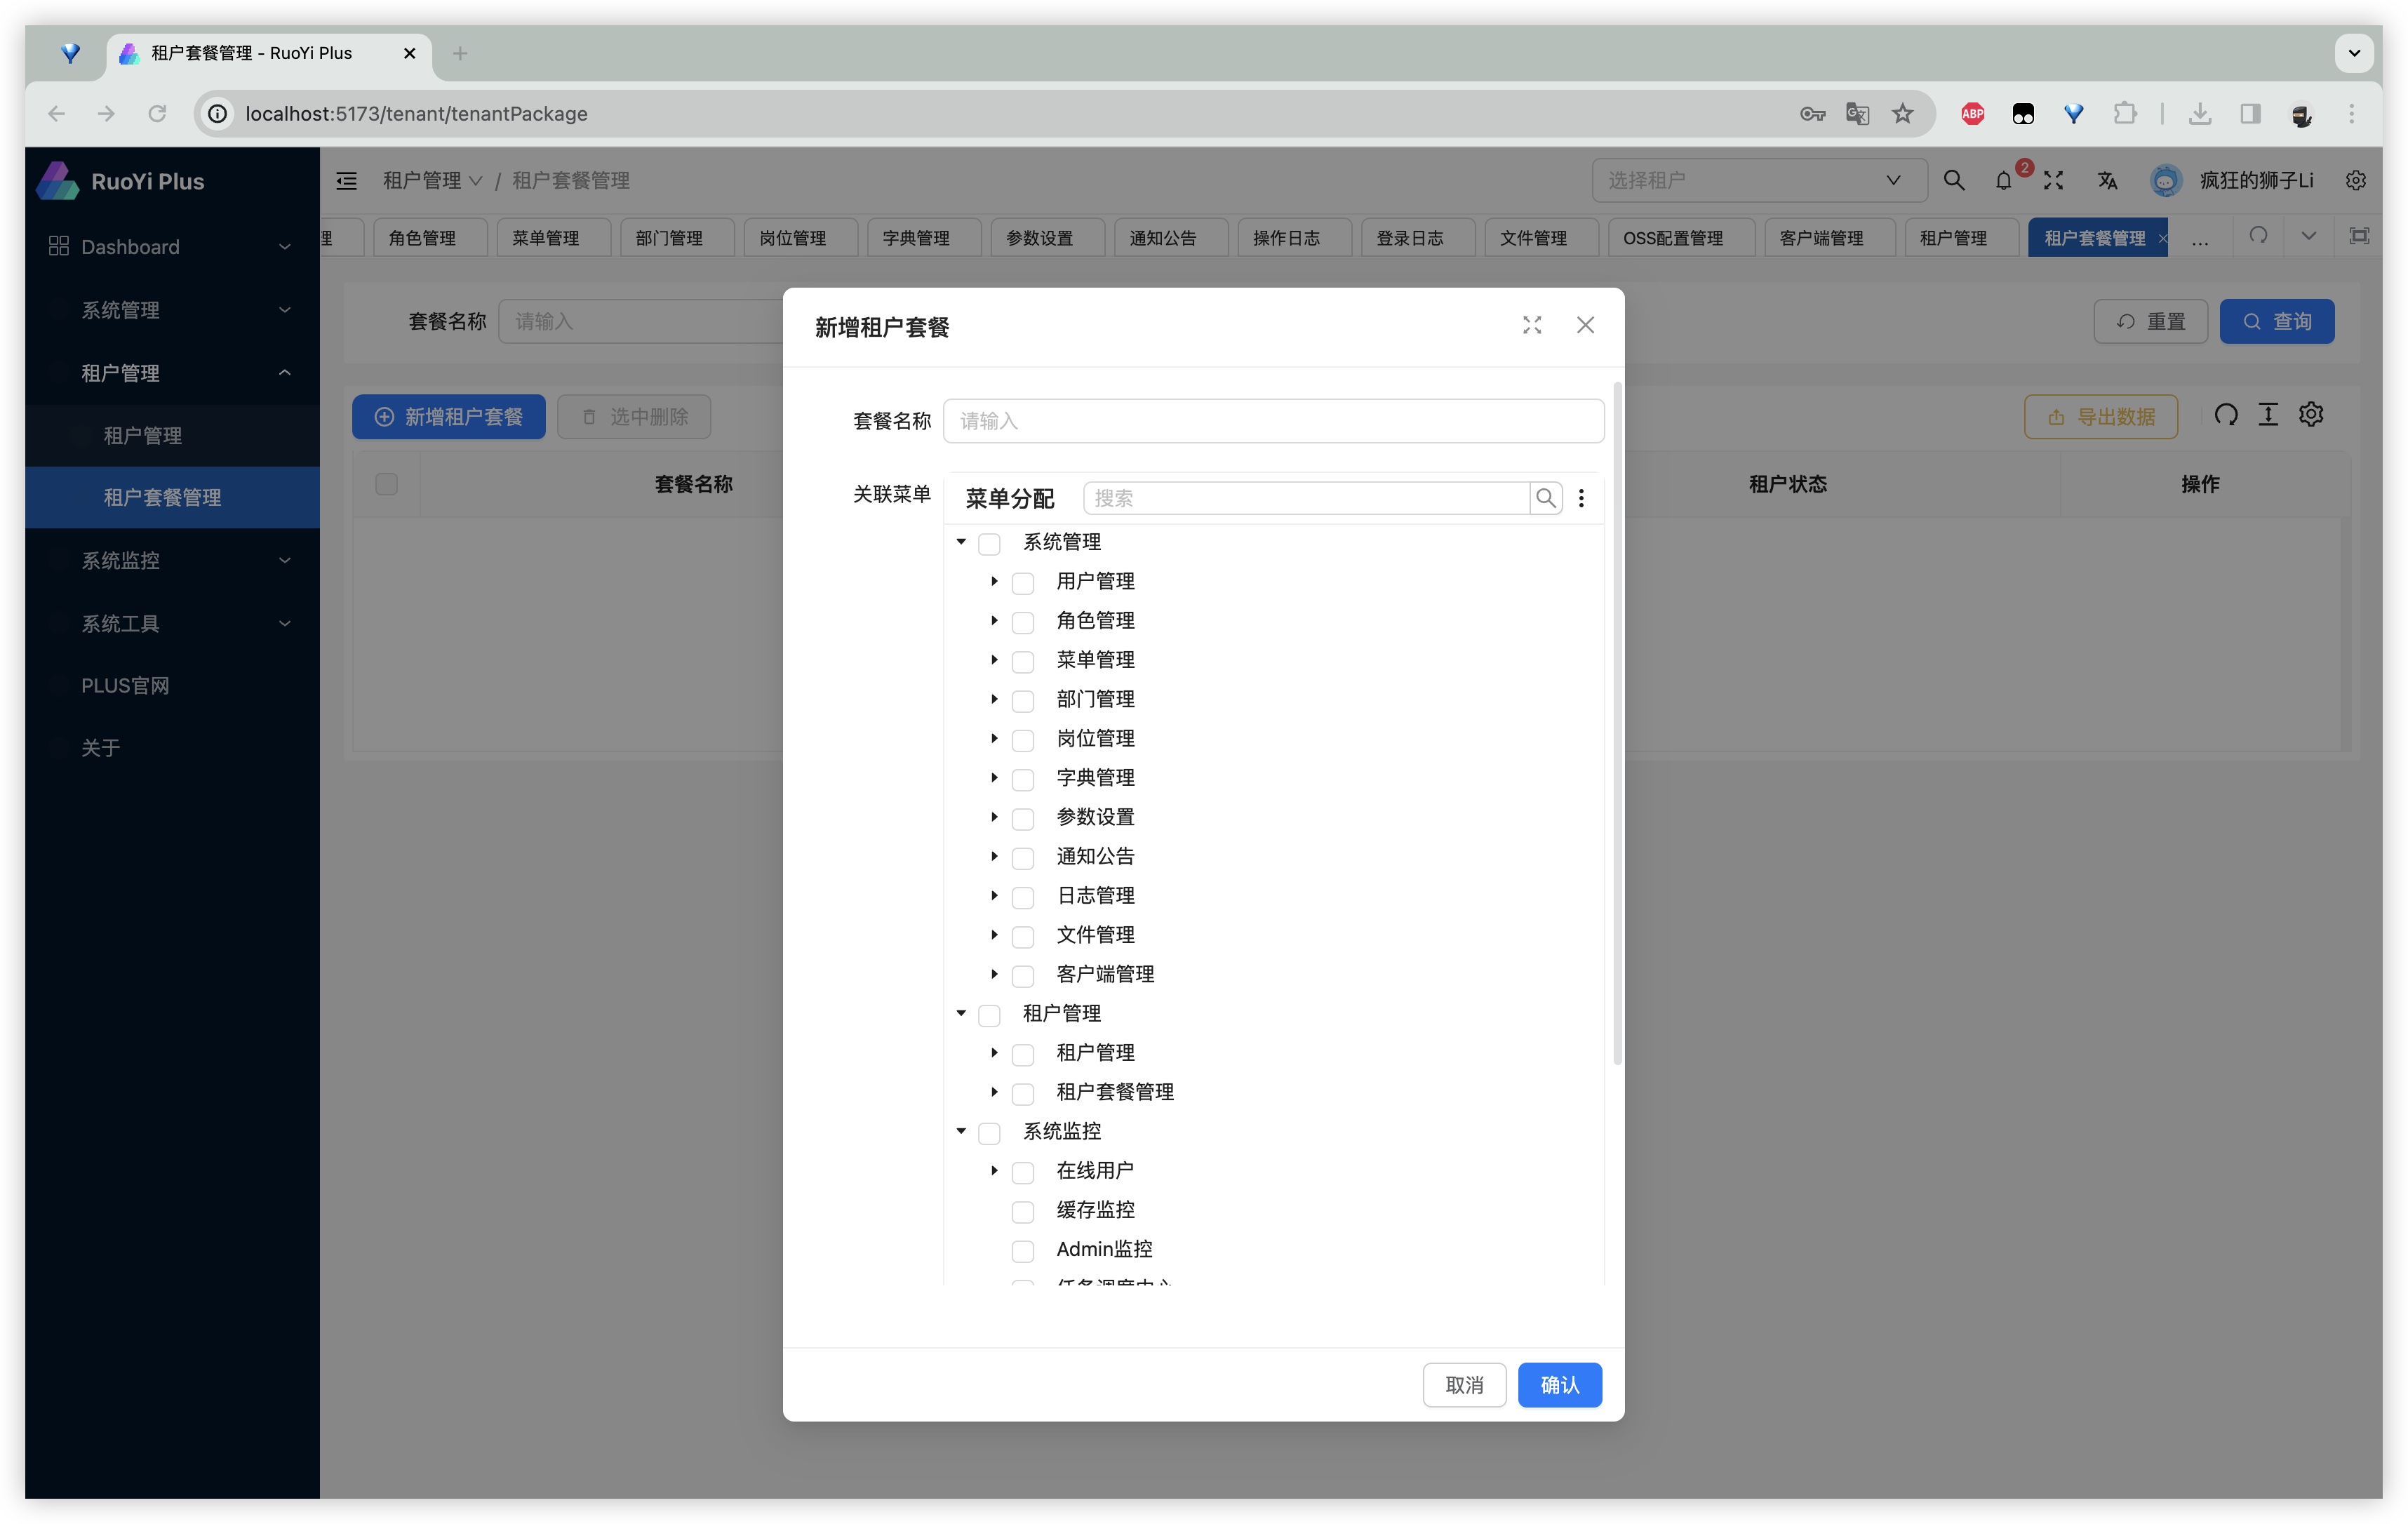 租户套餐管理 - RuoYi Plus
localhost:5173/tenant/tenantPackage
ABP
RuoYi Plus
租户管理 / 租户套餐管理
选择租户
2
疯狂的狮子Li
理 角色管理 菜单管理 部门管理 岗位管理 字典管理 参数设置 通知公告 操作日志 登录日志 文件管理 OSS配置管理 客户端管理 租户管理 租户套餐管理 ...
Dashboard
系统管理
租户管理
租户管理
租户套餐管理
系统监控
系统工具
PLUS官网
关于
套餐名称 请输入
重置 查询
新增租户套餐 选中删除
导出数据
套餐名称 租户状态 操作
新增租户套餐
套餐名称 请输入
关联菜单 菜单分配 搜索
系统管理
用户管理
角色管理
菜单管理
部门管理
岗位管理
字典管理
参数设置
通知公告
日志管理
文件管理
客户端管理
租户管理
租户管理
租户套餐管理
系统监控
在线用户
缓存监控
Admin监控
任务调度中心
取消 确认